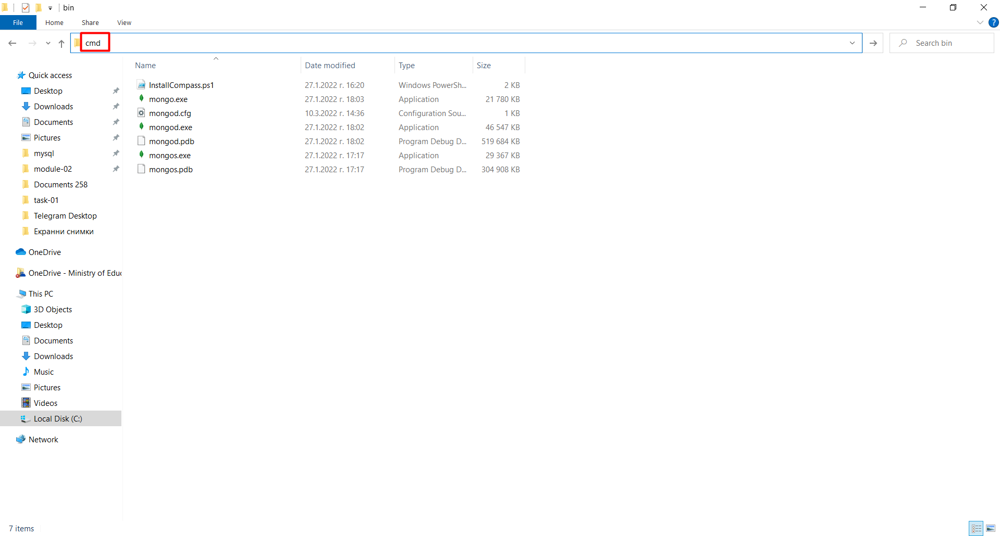 bin
File Home Share View
cmd
Search bin
Name Date modified Type Size
InstallCompass.ps1 27.1.2022 г. 16:20 Windows PowerSh... 2 KB
mongo.exe 27.1.2022 г. 18:03 Application 21 780 KB
mongod.cfg 10.3.2022 г. 14:36 Configuration Sou... 1 KB
mongod.exe 27.1.2022 г. 18:02 Application 46 547 KB
mongod.pdb 27.1.2022 г. 18:02 Program Debug D... 519 684 KB
mongos.exe 27.1.2022 г. 17:17 Application 29 367 KB
mongos.pdb 27.1.2022 г. 17:17 Program Debug D... 304 908 KB
Quick access
Desktop
Downloads
Documents
Pictures
mysql
module-02
Documents 258
task-01
Telegram Desktop
Екранни снимки
OneDrive
OneDrive - Ministry of Educ
This PC
3D Objects
Desktop
Documents
Downloads
Music
Pictures
Videos
Local Disk (C:)
Network
7 items